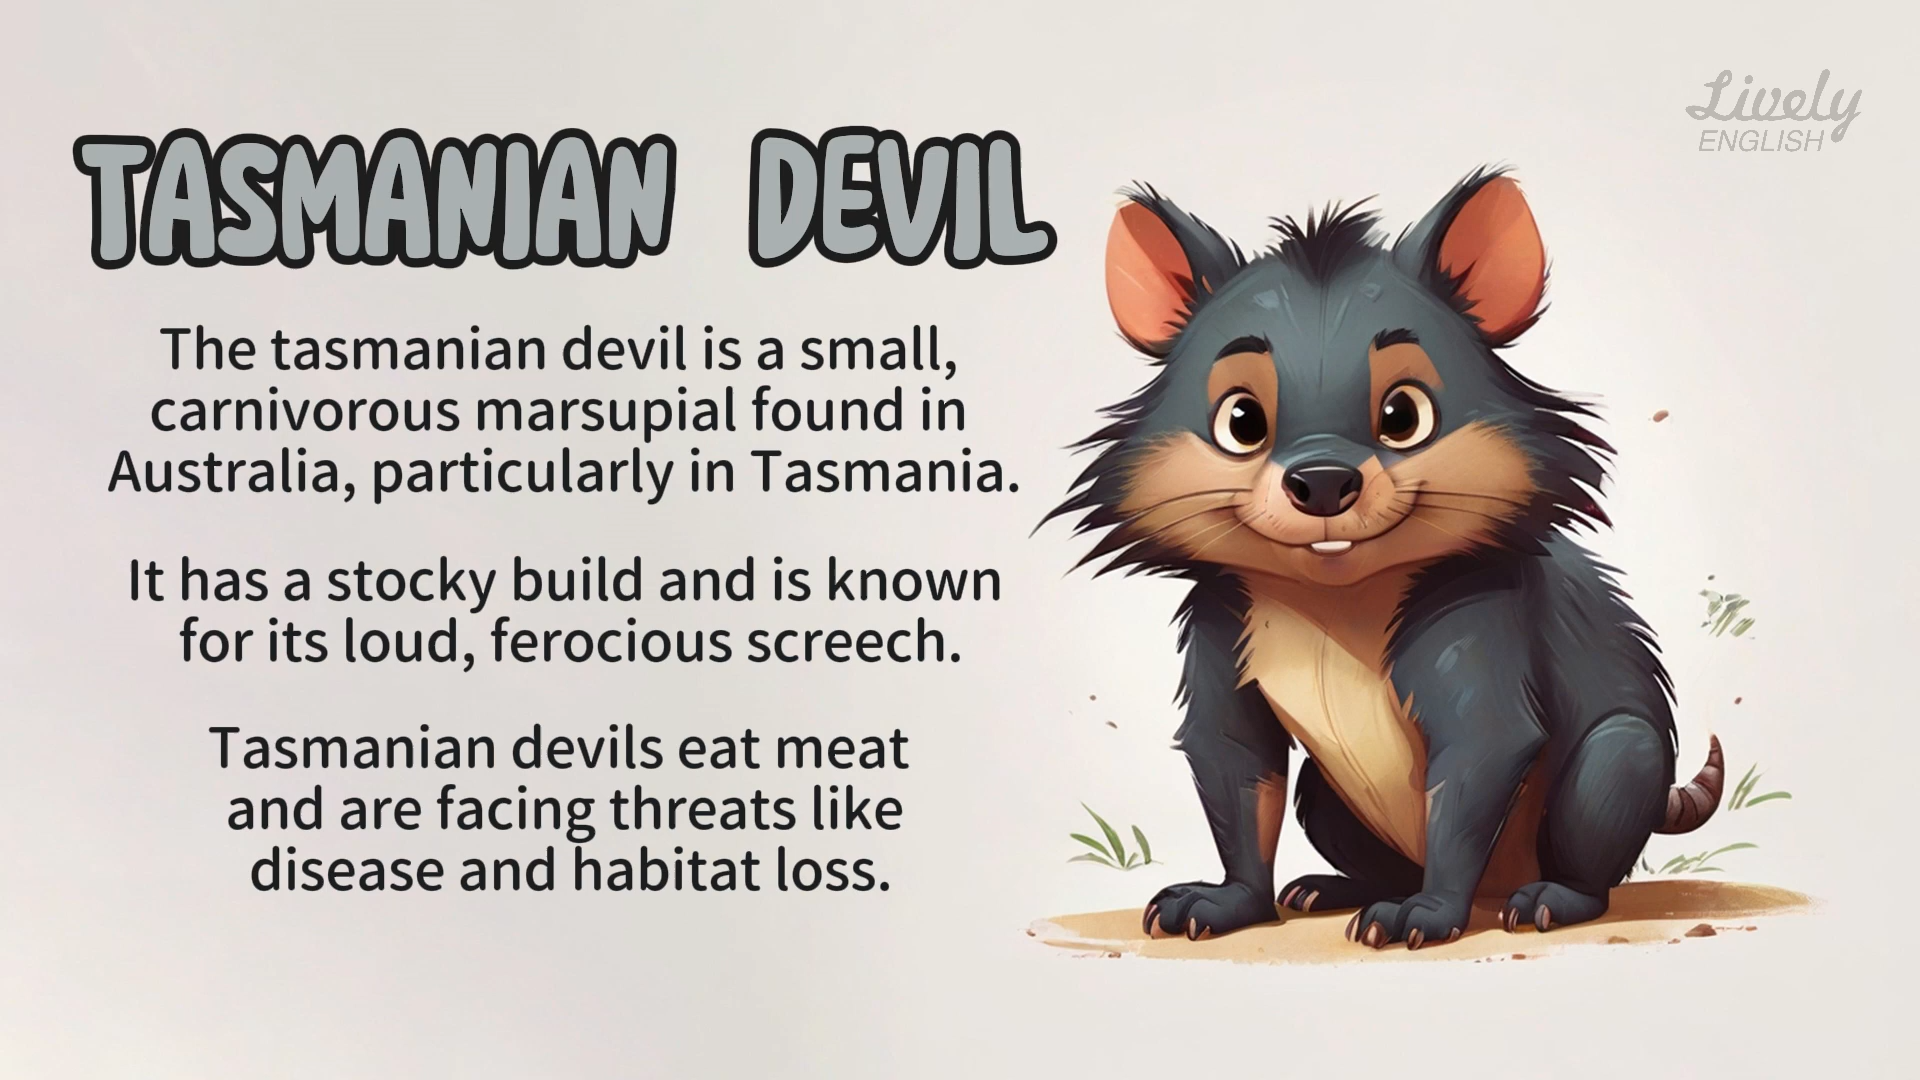 Lively
ENGLISH
TASMANIAN DEVIL
The tasmanian devil is a small,
carnivorous marsupial found in
Australia, particularly in Tasmania.
It has a stocky build and is known
for its loud, ferocious screech.
Tasmanian devils eat meat
and are facing threats like
disease and habitat loss.